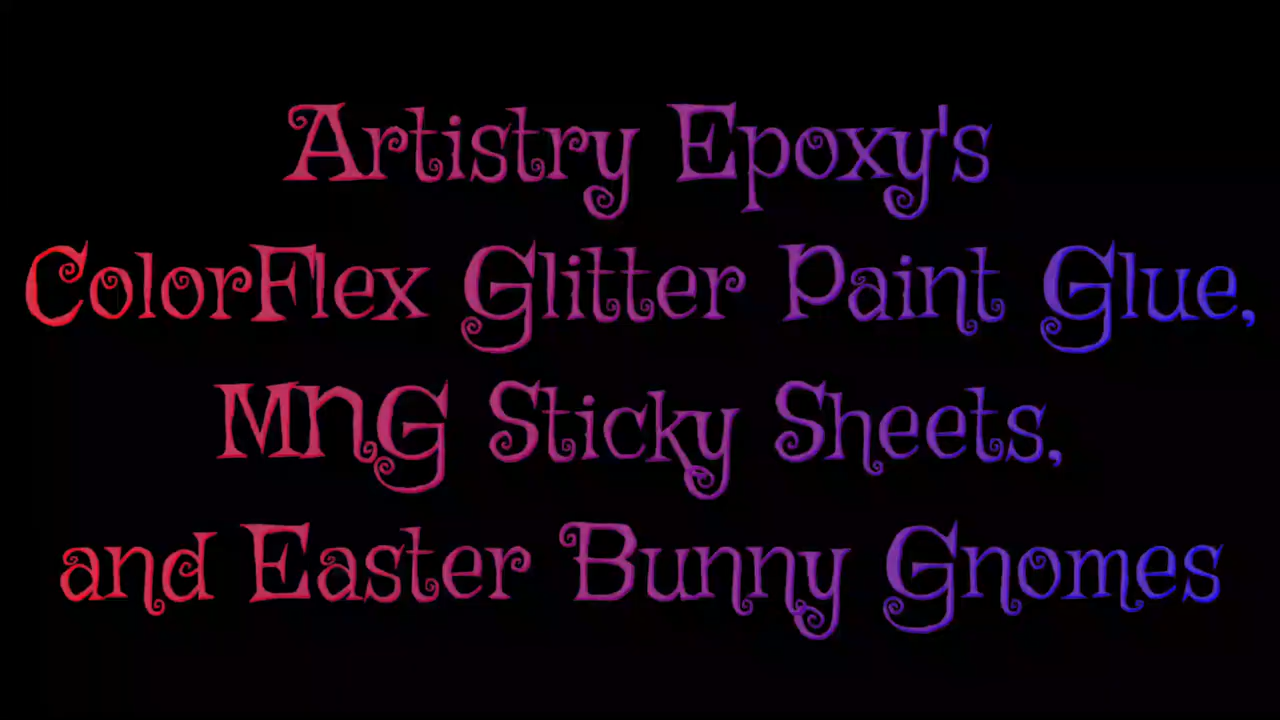 Artistry Epoxy's
ColorFlex Glitter Paint Glue,
MNG Sticky Sheets,
and Easter Bunny Gnomes